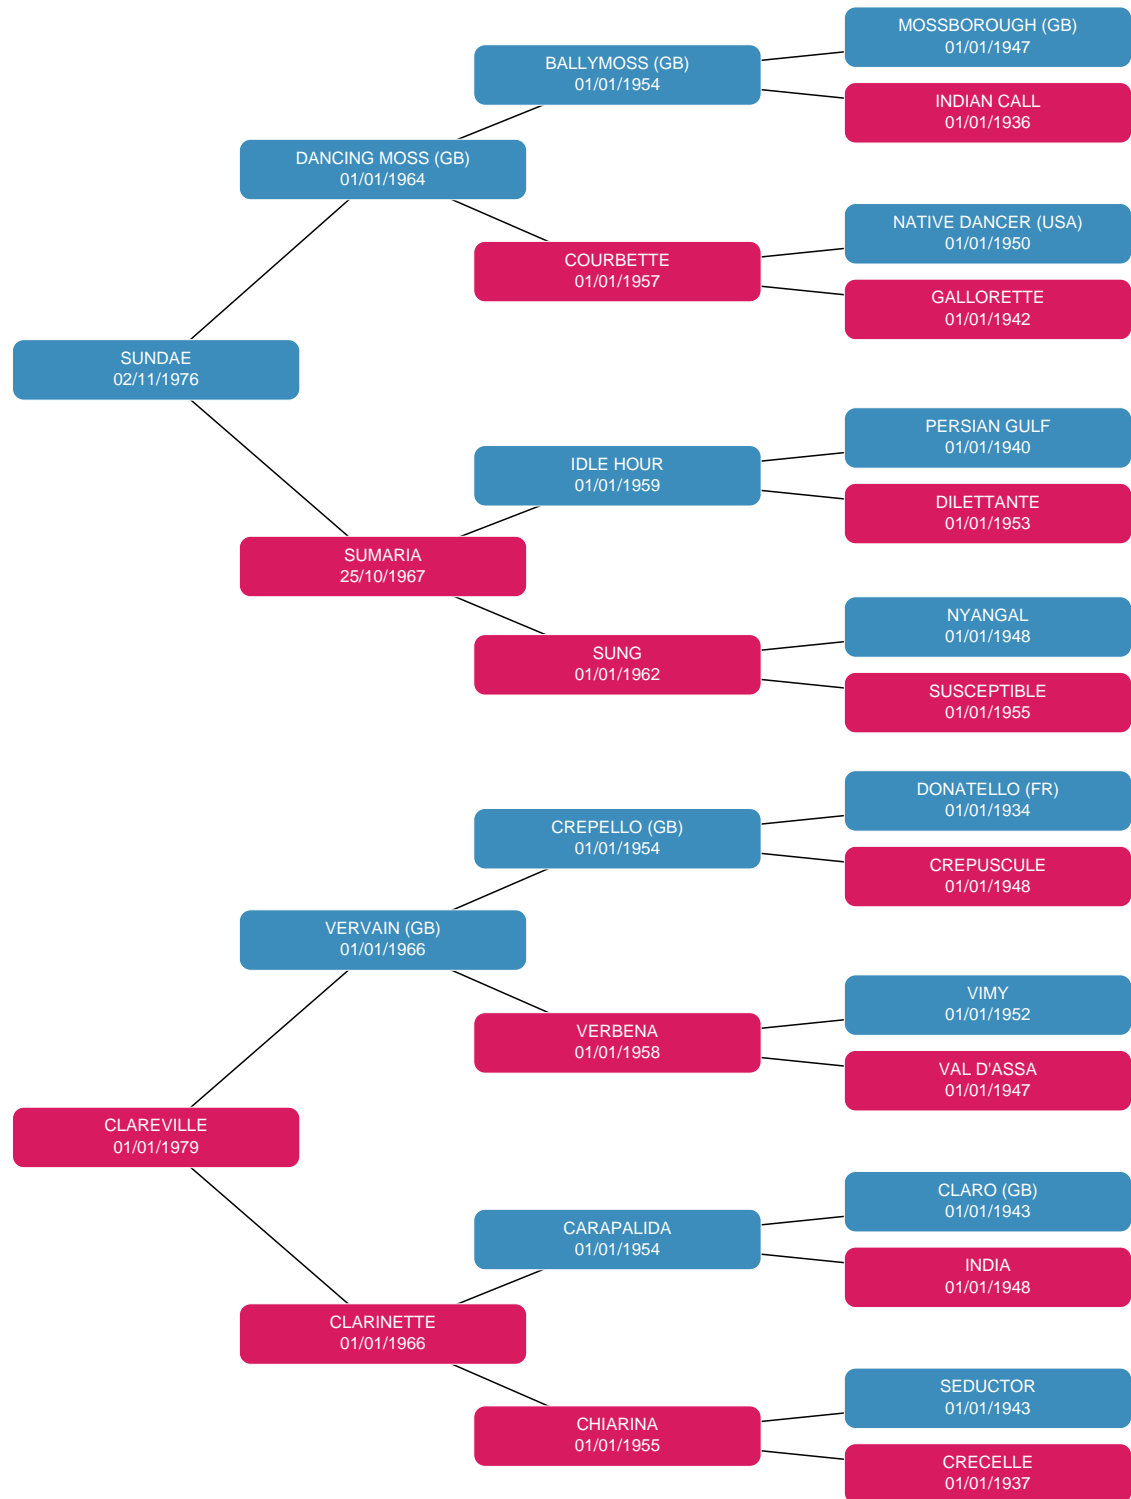 MOSSBOROUGH (GB)
01/01/1947
BALLYMOSS (GB)
01/01/1954
INDIAN CALL
01/01/1936
DANCING MOSS (GB)
01/01/1964
NATIVE DANCER (USA)
01/01/1950
COURBETTE
01/01/1957
GALLORETTE
01/01/1942
SUNDAE
02/11/1976
PERSIAN GULF
01/01/1940
IDLE HOUR
01/01/1959
DILETTANTE
01/01/1953
SUMARIA
25/10/1967
NYANGAL
01/01/1948
SUNG
01/01/1962
SUSCEPTIBLE
01/01/1955
DONATELLO (FR)
01/01/1934
CREPELLO (GB)
01/01/1954
CREPUSCULE
01/01/1948
VERVAIN (GB)
01/01/1966
VIMY
01/01/1952
VERBENA
01/01/1958
VAL D'ASSA
01/01/1947
CLAREVILLE
01/01/1979
CLARO (GB)
01/01/1943
CARAPALIDA
01/01/1954
INDIA
01/01/1948
CLARINETTE
01/01/1966
SEDUCTOR
01/01/1943
CHIARINA
01/01/1955
CRECELLE
01/01/1937